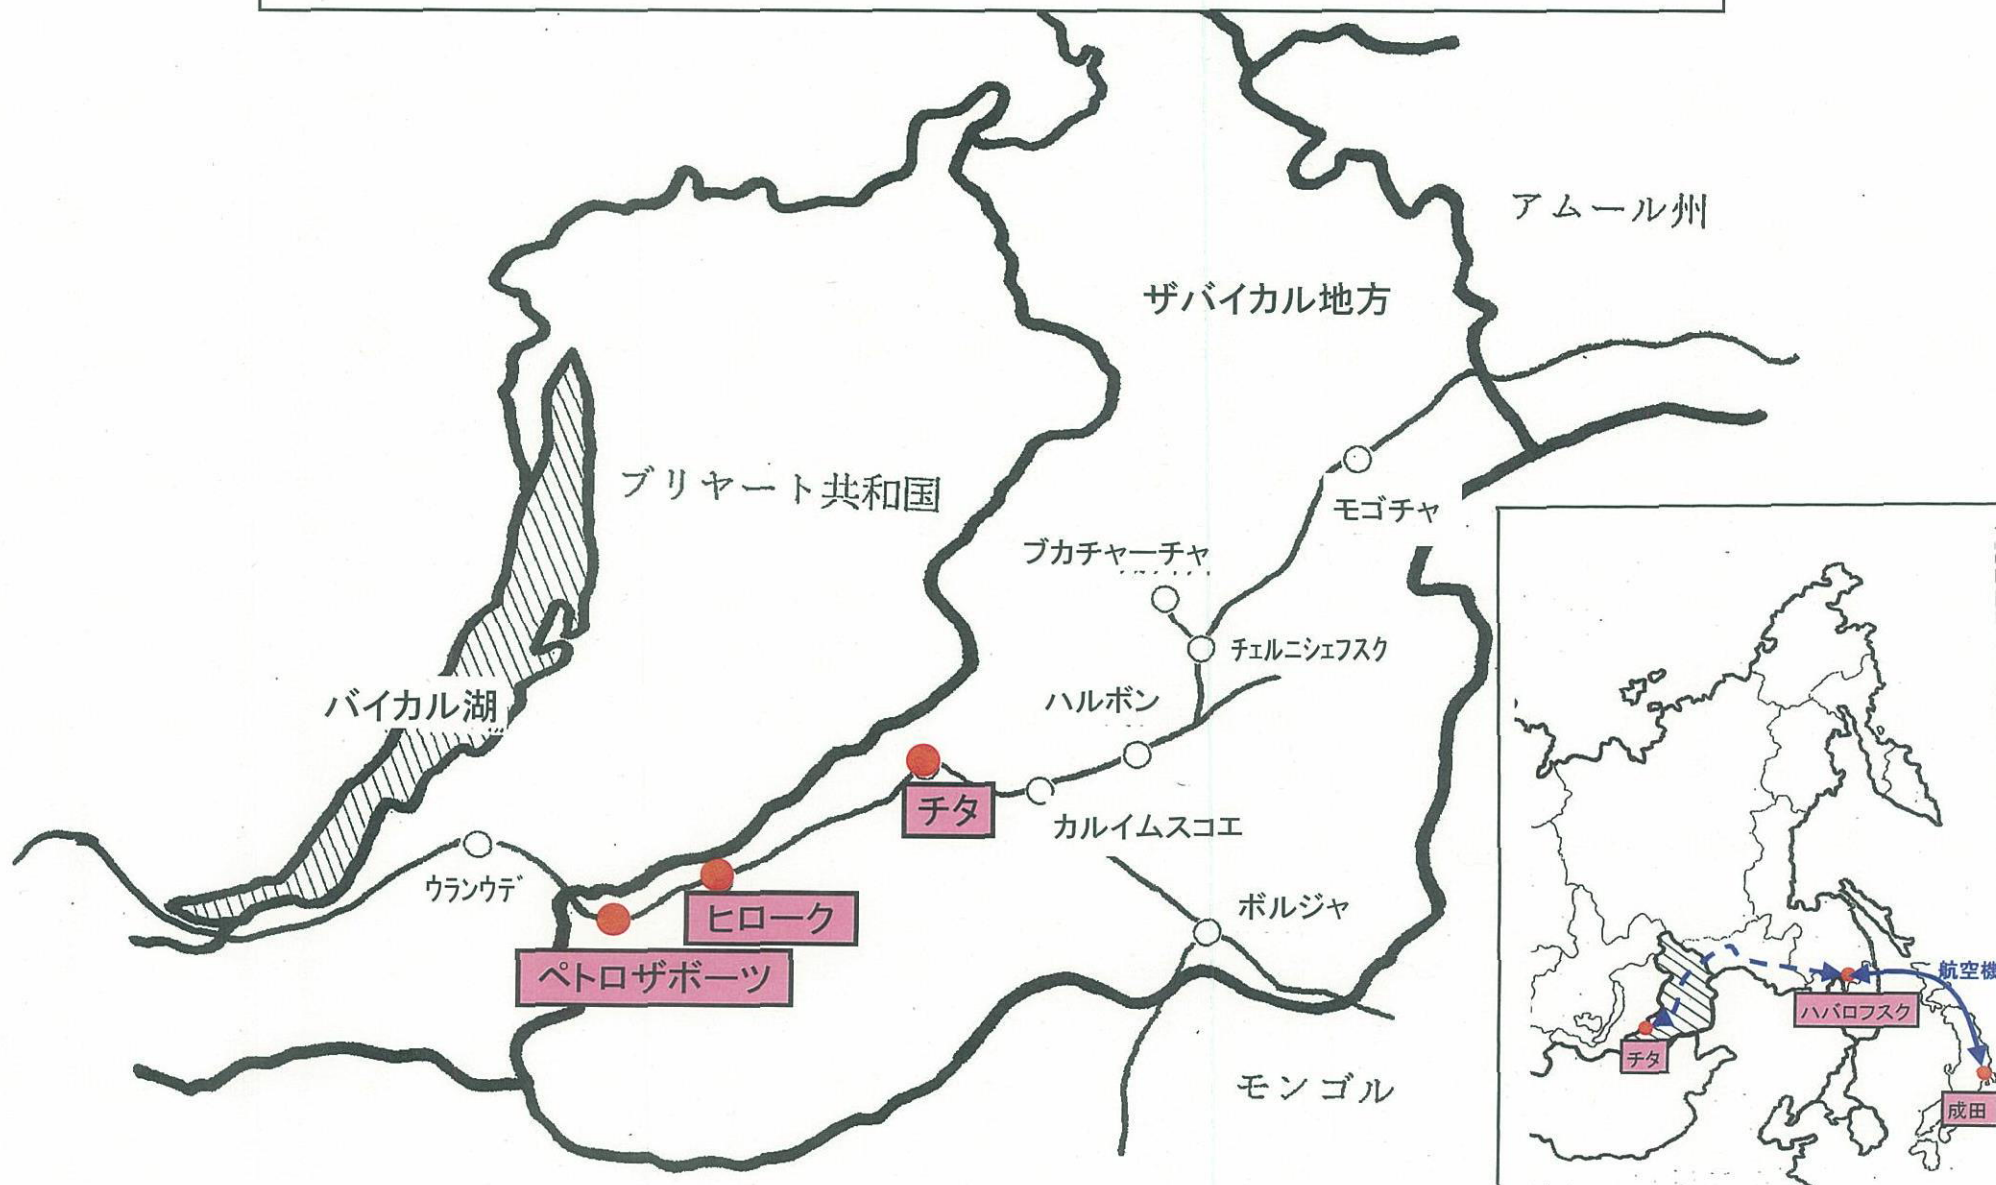 アムール州
ザバイカル地方
ブリヤート共和国
モゴチャ
ブカチャーチャ
チェルニシェフスク
バイカル湖
ハルボン
チタ
カルイムスコエ
ウランウデ
ヒローク
ボルジャ
ペトロザボーツ
モンゴル
航空機
ハバロフスク
チタ
成田